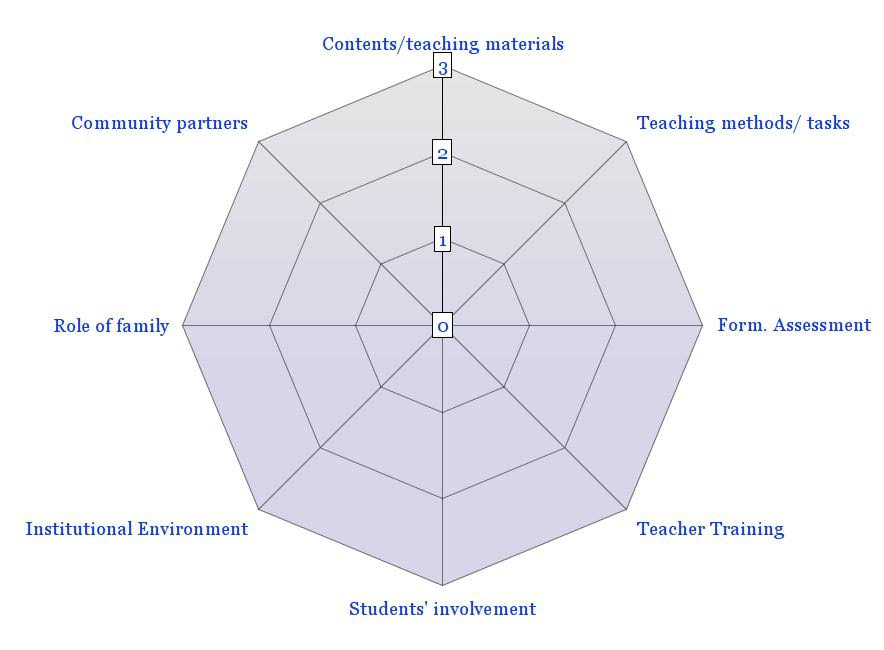 Contents/teaching materials
3
Community partners
Teaching methods/ tasks
2
1
Role of family
0
Form. Assessment
Institutional Environment
Teacher Training
Students' involvement